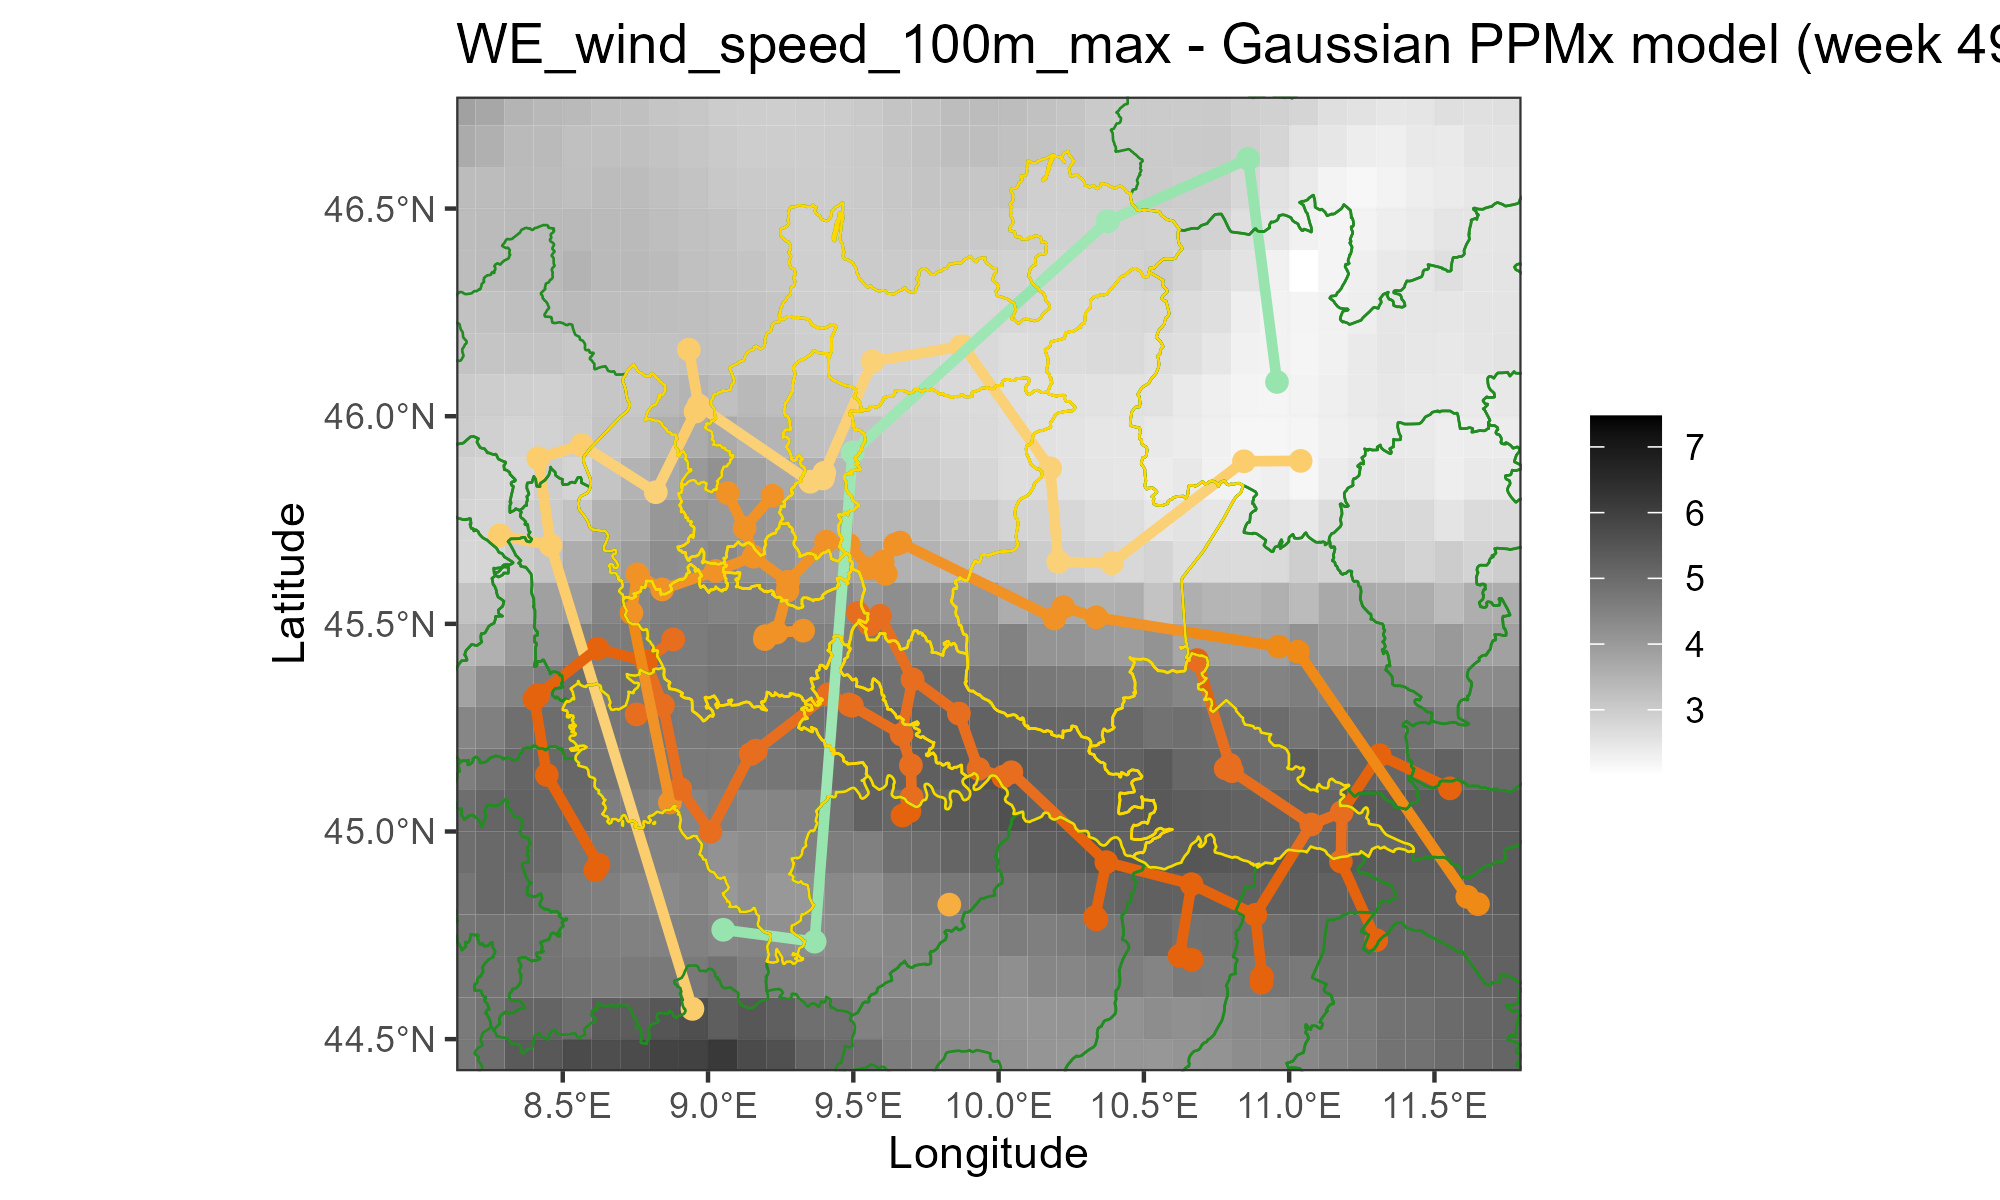 WE_wind_speed_100m_max - Gaussian PPMx model (week 49
46.5°N
46.0°N
45.5°N
45.0°N
44.5°N
Latitude
8.5°E 9.0°E 9.5°E 10.0°E 10.5°E 11.0°E 11.5°E
Longitude
7
6
5
4
3